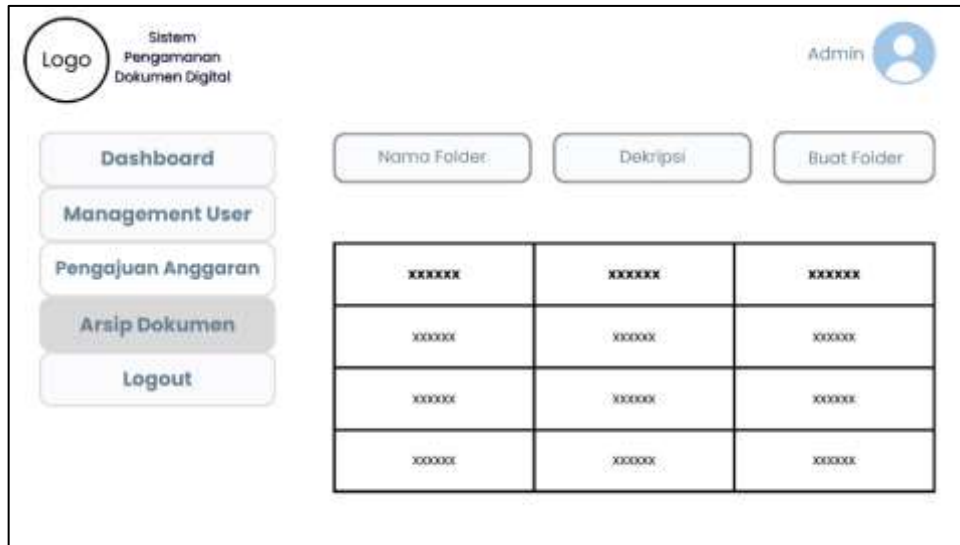 Logo
Sistem
Pengamanan
Dokumen Digital
Admin
Dashboard
Management User
Pengajuan Anggaran
Arsip Dokumen
Logout
Nama Folder
Dekripsi
Buat Folder
xxxxxx xxxxxx xxxxxx
xxxxxx xxxxxx xxxxxx
xxxxxx xxxxxx xxxxxx
xxxxxx xxxxxx xxxxxx